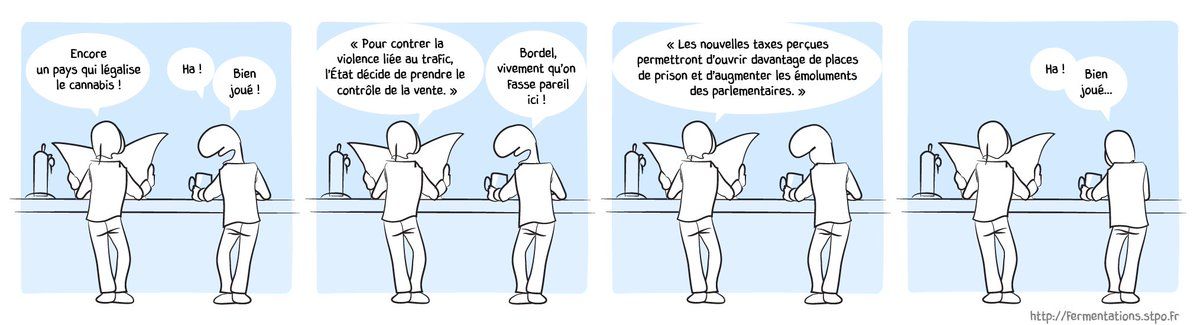 Encore
un pays qui légalise
le cannabis !
Ha !
Bien
joué !
« Pour contrer la
violence liée au trafic,
l'État décide de prendre le
contrôle de la vente. »
Bordel,
vivement qu'on
fasse pareil
ici !
« Les nouvelles taxes perçues
permettront d'ouvrir davantage de places
de prison et d'augmenter les émoluments
des parlementaires. »
Ha !
Bien
joué...
http://fermentations.stpo.fr